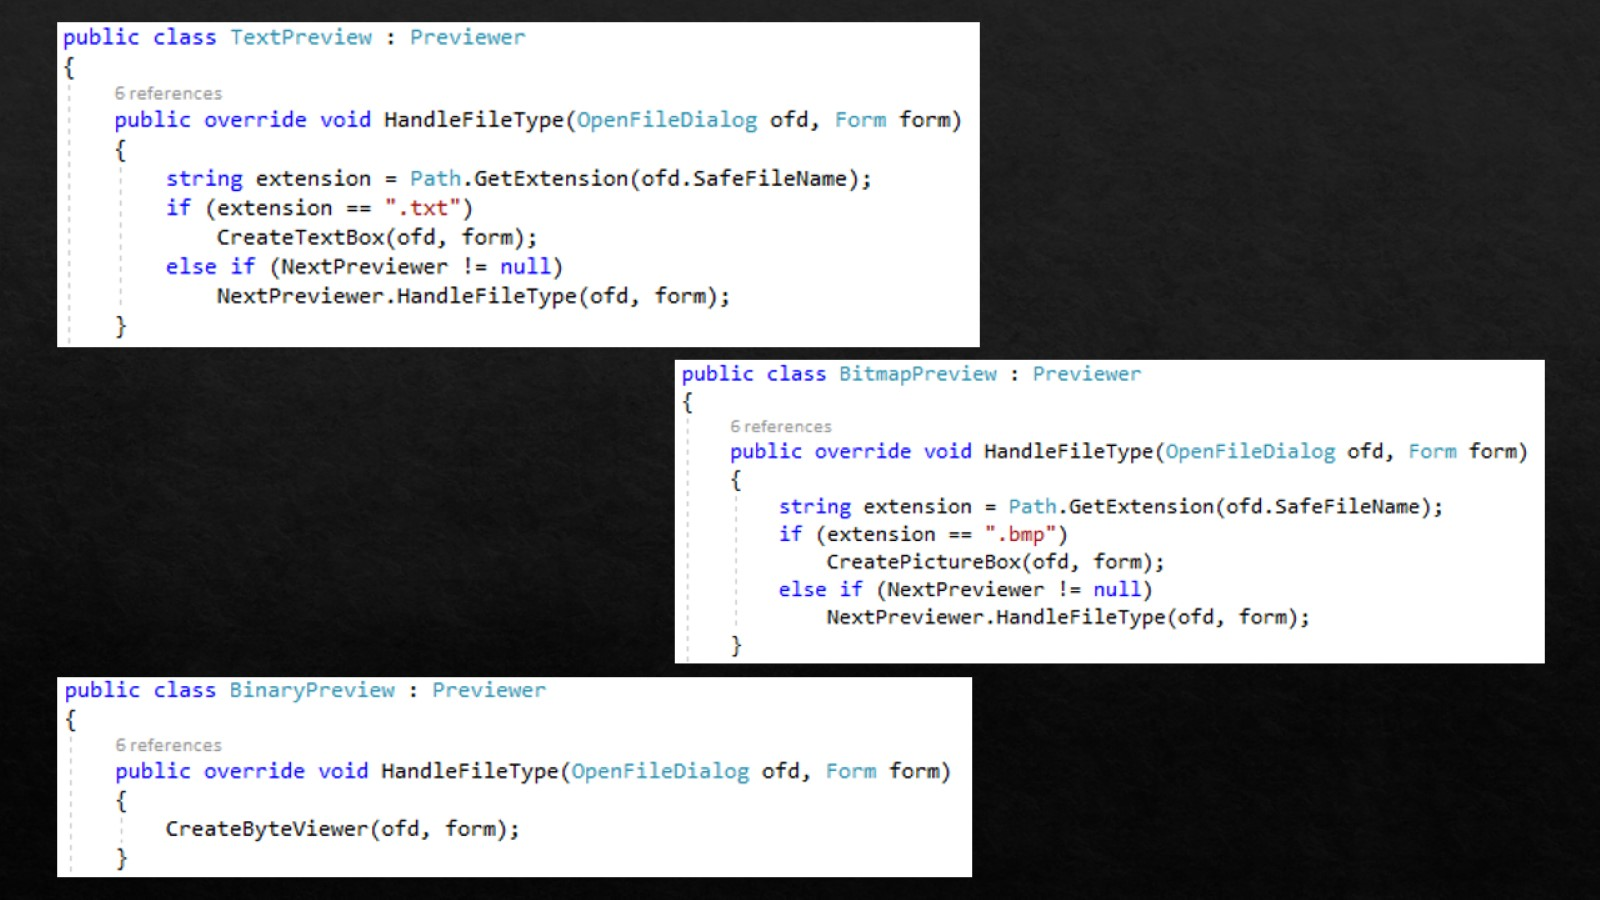 public class TextPreview : Previewer
{
6 references
public override void HandleFileType(OpenFileDialog ofd, Form form)
{
string extension = Path.GetExtension(ofd.SafeFileName);
if (extension == ".txt")
CreateTextBox(ofd, form);
else if (NextPreviewer != null)
NextPreviewer.HandleFileType(ofd, form);
}
public class BitmapPreview : Previewer
{
6 references
public override void HandleFileType(OpenFileDialog ofd, Form form)
{
string extension = Path.GetExtension(ofd.SafeFileName);
if (extension == ".bmp")
CreatePictureBox(ofd, form);
else if (NextPreviewer != null)
NextPreviewer.HandleFileType(ofd, form);
}
public class BinaryPreview : Previewer
{
6 references
public override void HandleFileType(OpenFileDialog ofd, Form form)
{
CreateByteViewer(ofd, form);
}